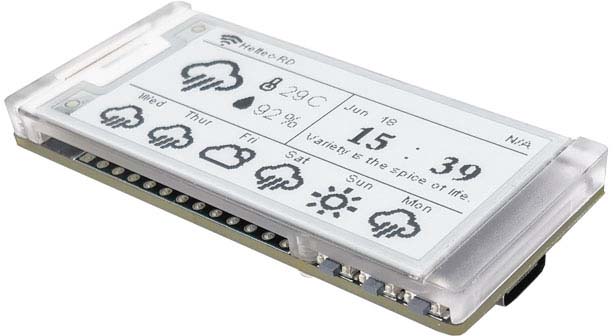 Heltec-RD
29C
92%
Jun 18
N/A
15 : 39
Variety is the spice of life.
Wed
Thur
Fri
Sat
Sun
Mon